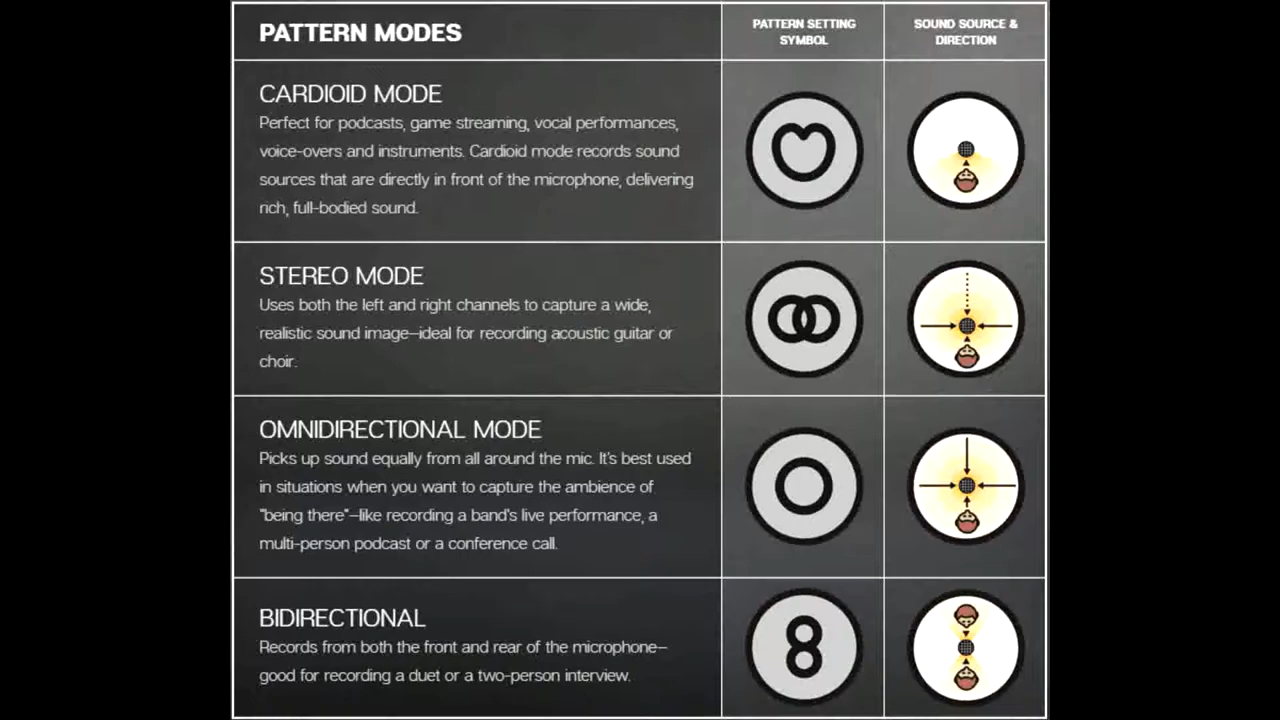 PATTERN MODES
PATTERN SETTING
SYMBOL
SOUND SOURCE &
DIRECTION
CARDIOID MODE
Perfect for podcasts, game streaming, vocal performances,
voice-overs and instruments. Cardioid mode records sound
sources that are directly in front of the microphone, delivering
rich, full-bodied sound.
STEREO MODE
Uses both the left and right channels to capture a wide,
realistic sound image—ideal for recording acoustic guitar or
choir.
OMNIDIRECTIONAL MODE
Picks up sound equally from all around the mic. It's best used
in situations when you want to capture the ambience of
"being there"—like recording a band's live performance, a
multi-person podcast or a conference call.
BIDIRECTIONAL
Records from both the front and rear of the microphone—
good for recording a duet or a two-person interview.